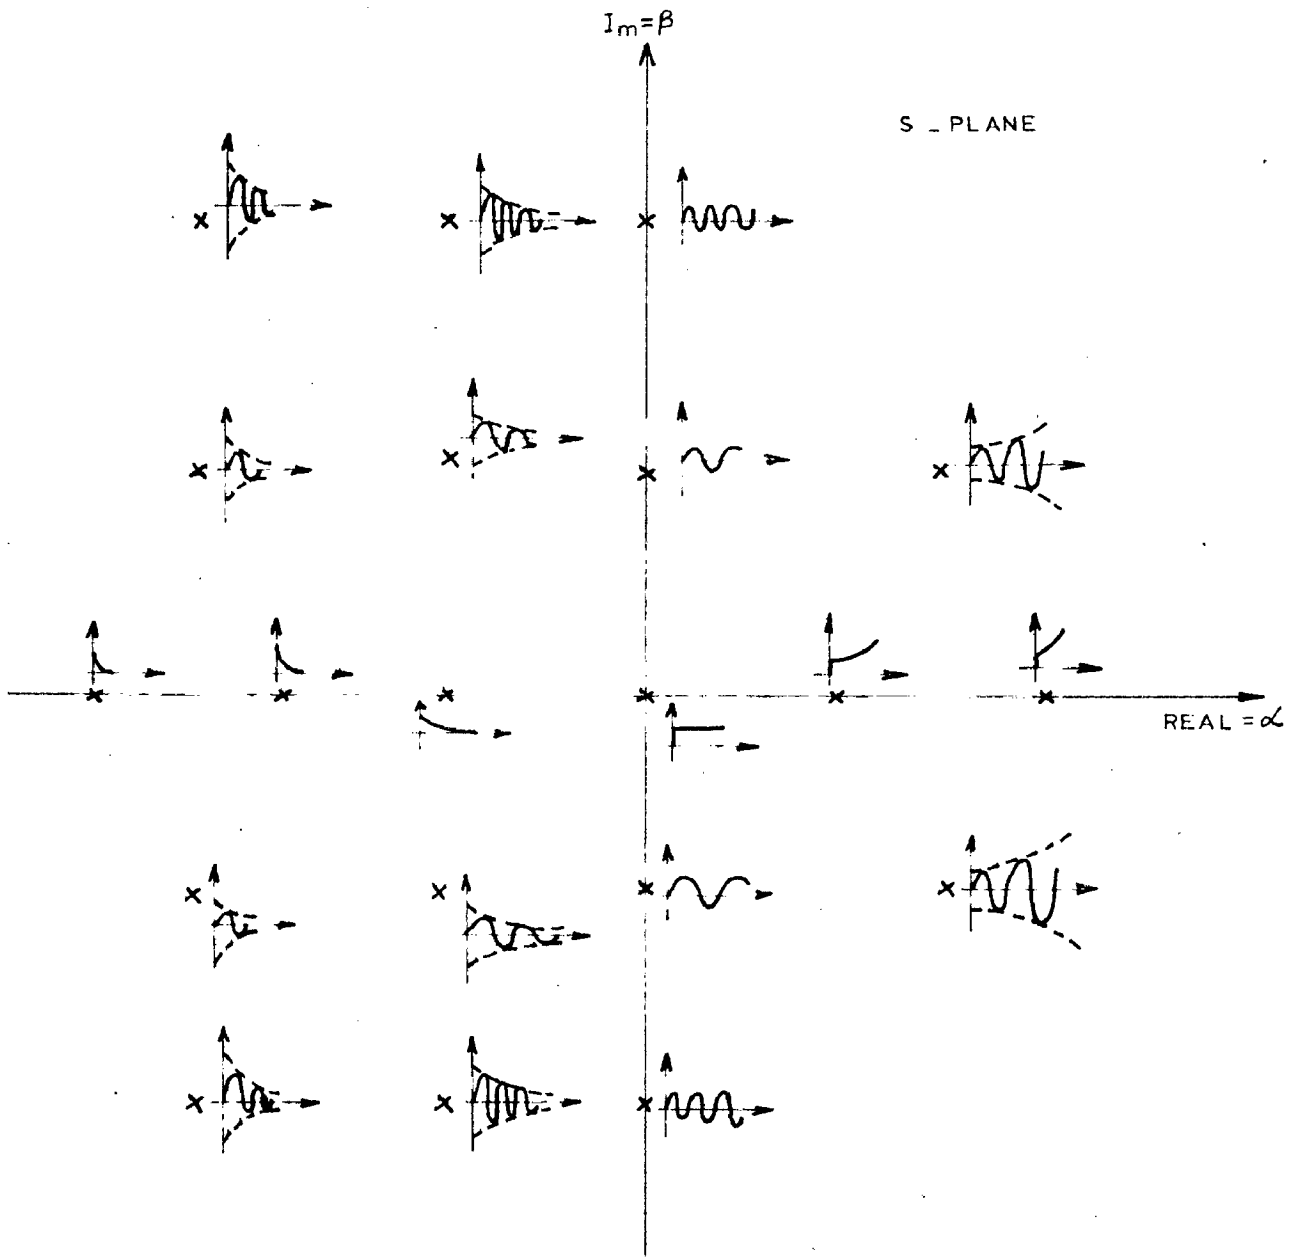 Im=β
S _ PLANE
REAL = α